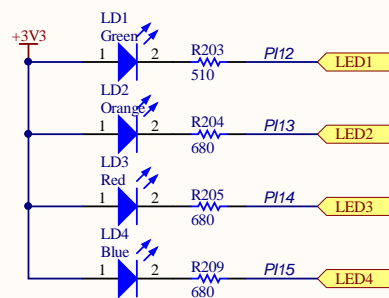 +3V3
LD1
Green
1 2 R203 510 PI12 LED1
LD2
Orange
1 2 R204 680 PI13 LED2
LD3
Red
1 2 R205 680 PI14 LED3
LD4
Blue
1 2 R209 680 PI15 LED4